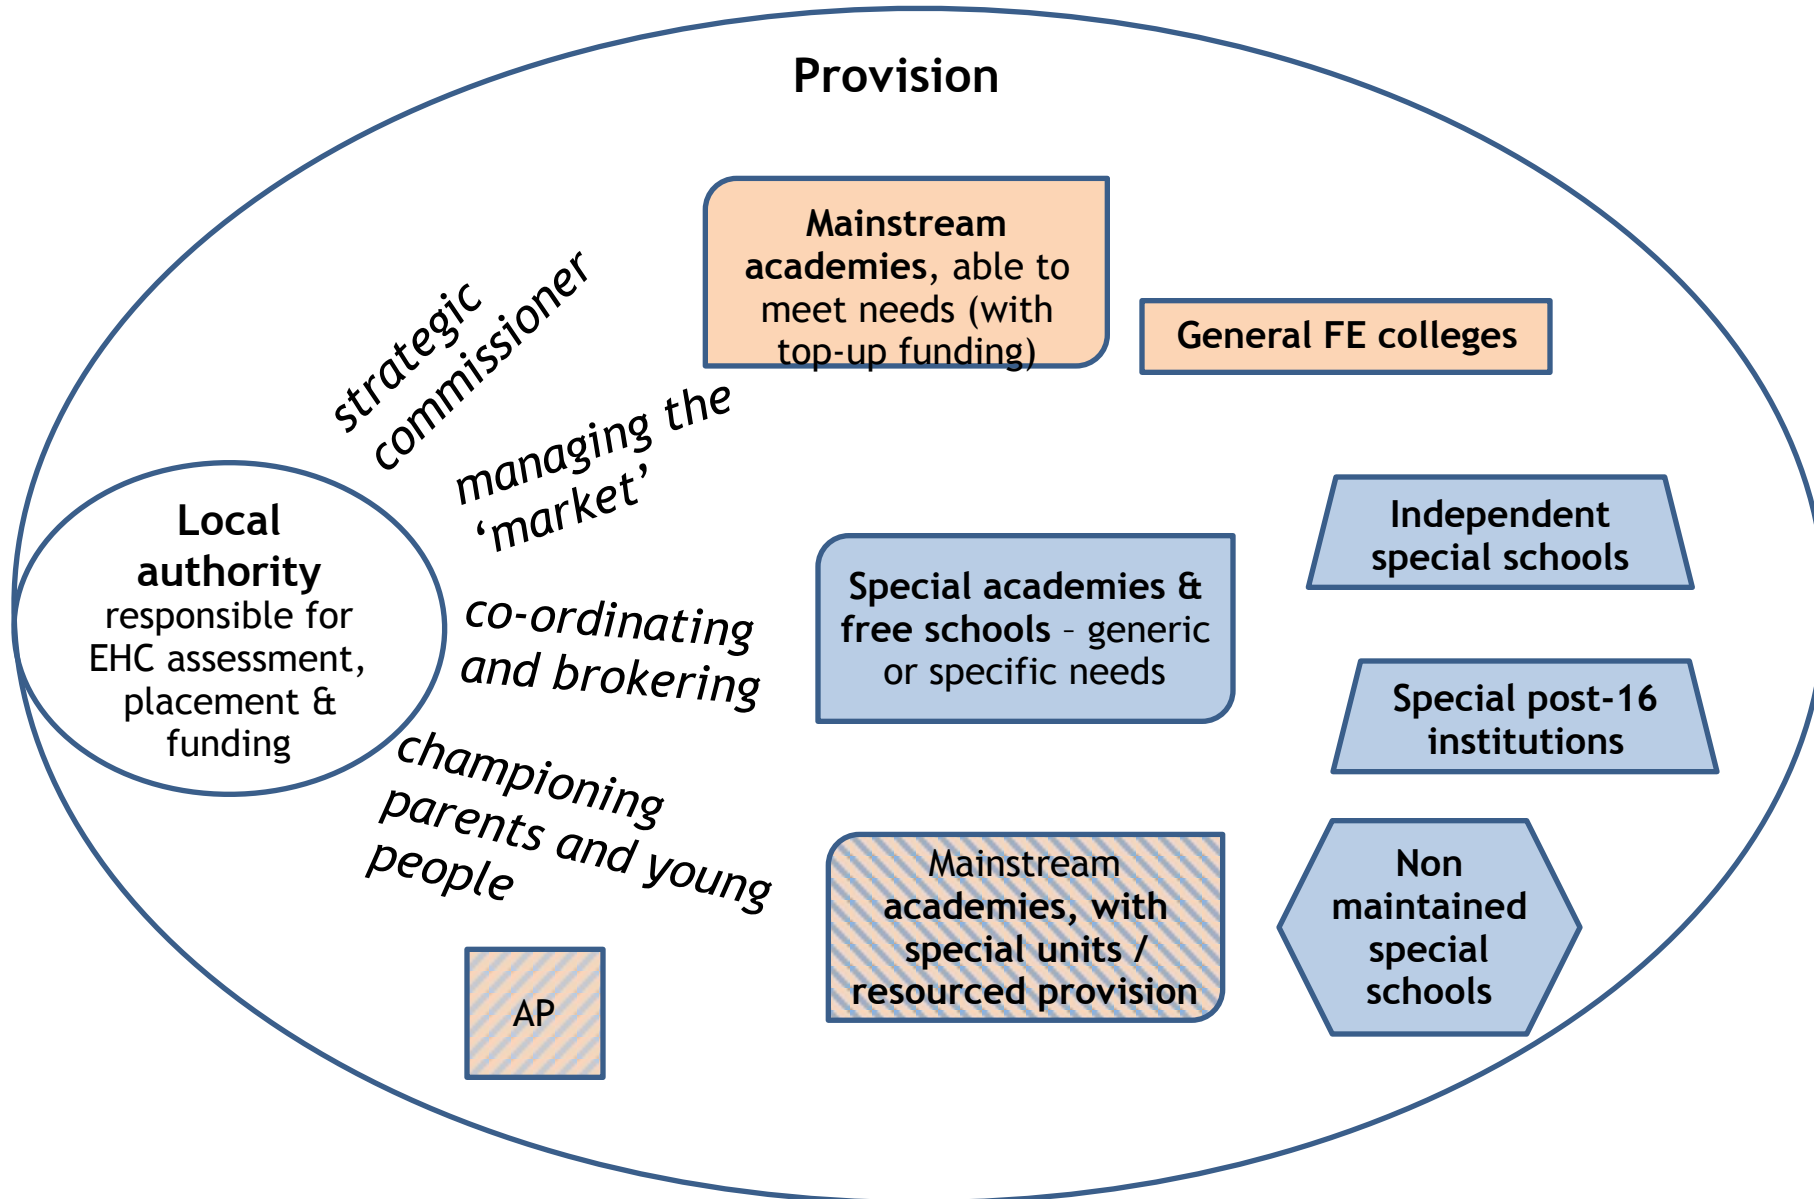 Provision
Mainstream
academies, able to
meet needs (with
top-up funding)
General FE colleges
strategic
commissioner
managing the
‘market’
Local
authority
responsible for
EHC assessment,
placement &
funding
co-ordinating
and brokering
championing
parents and young
people
Special academies &
free schools – generic
or specific needs
Independent
special schools
Special post-16
institutions
Mainstream
academies, with
special units /
resourced provision
Non
maintained
special
schools
AP